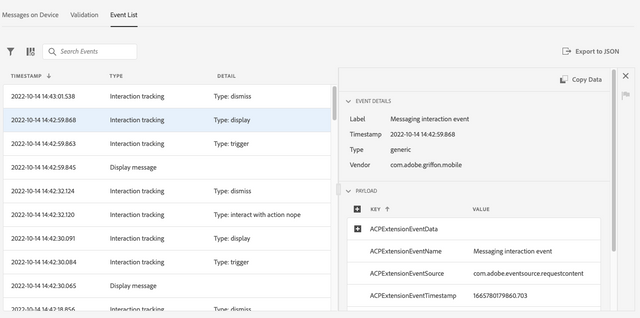 Messages on Device Validation Event List
Search Events
Export to JSON
TIMESTAMP TYPE DETAIL
2022-10-14 14:43:01.538 Interaction tracking Type: dismiss
2022-10-14 14:42:59.868 Interaction tracking Type: display
2022-10-14 14:42:59.863 Interaction tracking Type: trigger
2022-10-14 14:42:59.845 Display message
2022-10-14 14:42:32.124 Interaction tracking Type: dismiss
2022-10-14 14:42:32.120 Interaction tracking Type: interact with action nope
2022-10-14 14:42:30.091 Interaction tracking Type: display
2022-10-14 14:42:30.084 Interaction tracking Type: trigger
2022-10-14 14:42:30.065 Display message
2022-10-14 14:42:18.856 Interaction tracking Type: dismiss
Copy Data
EVENT DETAILS
Label Messaging interaction event
Timestamp 2022-10-14 14:42:59.868
Type generic
Vendor com.adobe.griffon.mobile
PAYLOAD
KEY VALUE
ACPExtensionEventData
ACPExtensionEventName Messaging interaction event
ACPExtensionEventSource com.adobe.eventsource.requestcontent
ACPExtensionEventTimestamp 1665780179860.703